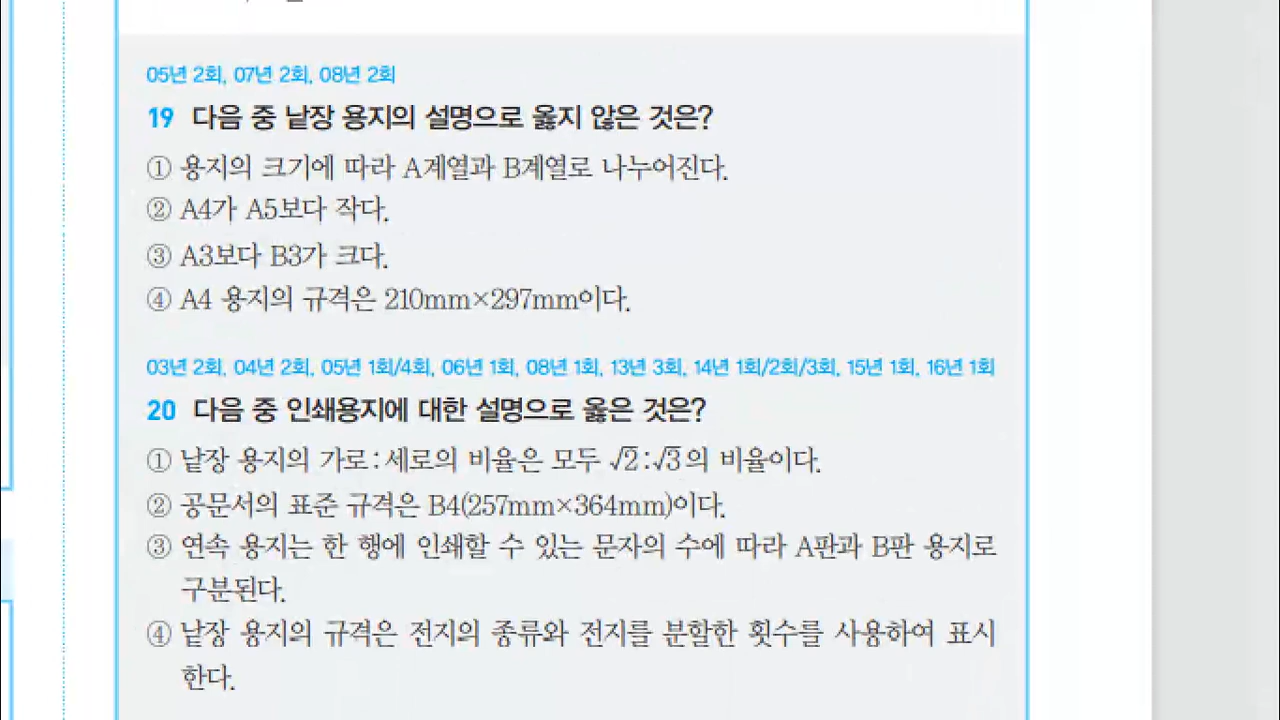 05년 2회, 07년 2회, 08년 2회
19 다음 중 낱장 용지의 설명으로 옳지 않은 것은?
① 용지의 크기에 따라 A계열과 B계열로 나누어진다.
② A4가 A5보다 작다.
③ A3보다 B3가 크다.
④ A4 용지의 규격은 210mm×297mm이다.
03년 2회, 04년 2회, 05년 1회/4회, 06년 1회, 08년 1회, 13년 3회, 14년 1회/2회/3회, 15년 1회, 16년 1회
20 다음 중 인쇄용지에 대한 설명으로 옳은 것은?
① 낱장 용지의 가로:세로의 비율은 모두 √2:√3의 비율이다.
② 공문서의 표준 규격은 B4(257mm×364mm)이다.
③ 연속 용지는 한 행에 인쇄할 수 있는 문자의 수에 따라 A판과 B판 용지로
구분된다.
④ 낱장 용지의 규격은 전지의 종류와 전지를 분할한 횟수를 사용하여 표시
한다.